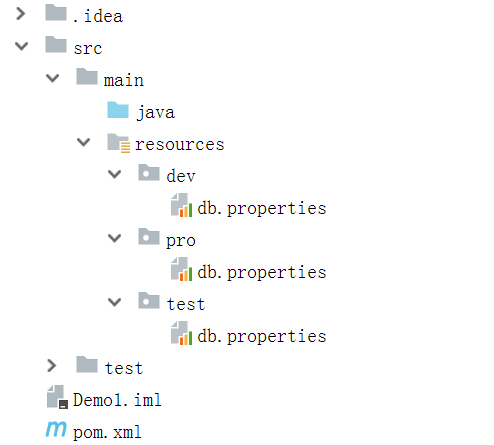 .idea
src
main
java
resources
dev
db.properties
pro
db.properties
test
db.properties
test
Demo1.iml
pom.xml